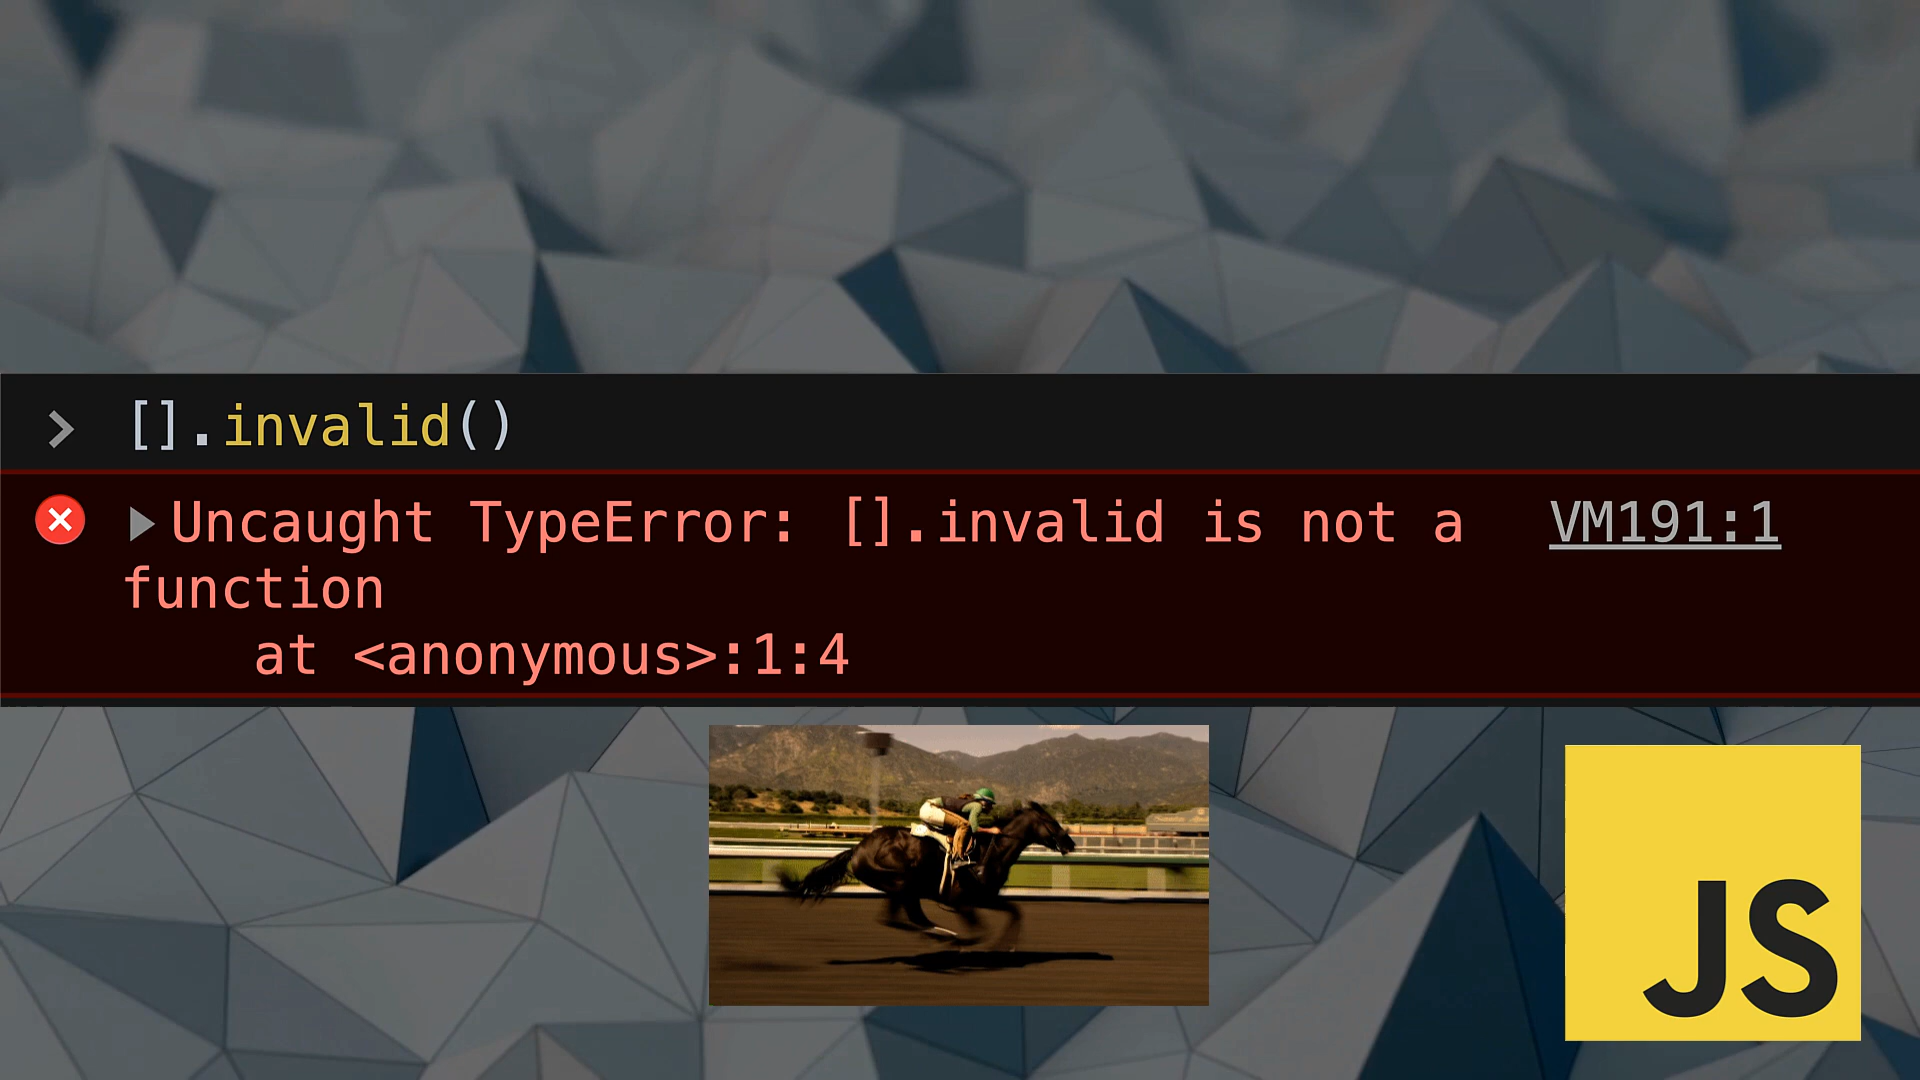 > [].invalid()
▶Uncaught TypeError: [].invalid is not a VM191:1
function
at <anonymous>:1:4
JS